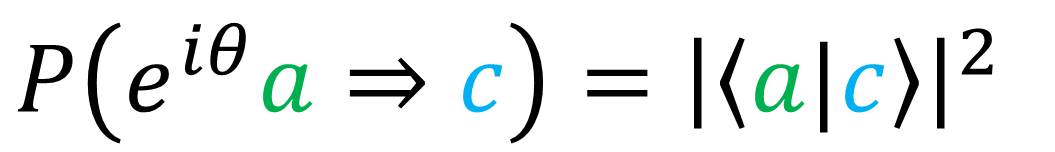 P(e^{iθ}a ⇒ c) = |⟨a|c⟩|²